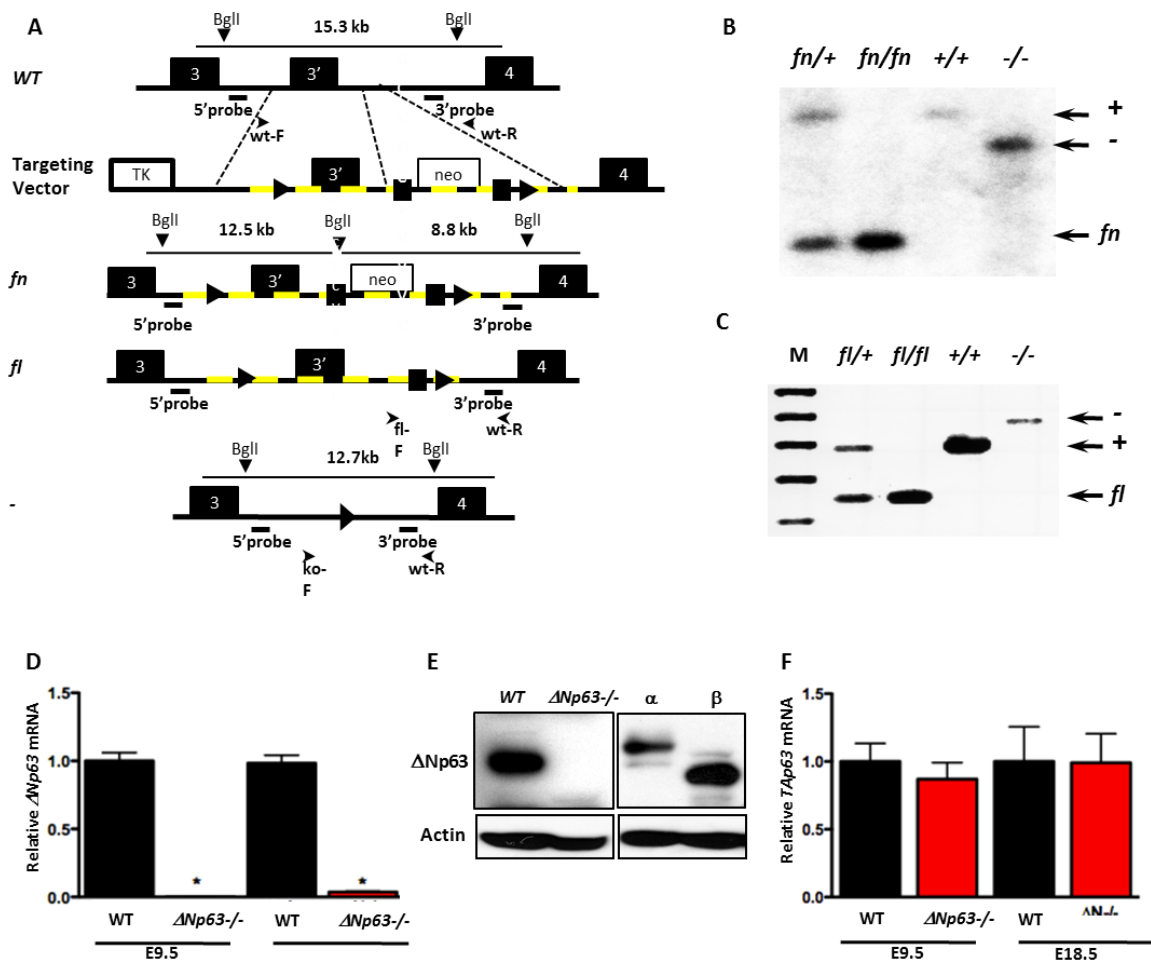 A
BglI
15.3 kb
BglI
WT
3
3’
4
5’probe
3’probe
wt-F
wt-R
Targeting
Vector
TK
3’
neo
4
BglI
12.5 kb
BglI
8.8 kb
BglI
fn
3
3’
neo
4
5’probe
3’probe
fl
3
3’
4
5’probe
3’probe
fl-
F
wt-R
BglI
12.7kb
BglI
-
3
4
5’probe
3’probe
ko-
F
wt-R
B
fn/+ fn/fn +/+ -/-
+
-
fn
C
M fl/+ fl/fl +/+ -/-
-
+
fl
D
Relative ΔNp63 mRNA
1.5
1.0
0.5
0.0
*
*
WT
ΔNp63-/-
WT
ΔNp63-/-
E9.5
E
WT ΔNp63-/- α β
ΔNp63
Actin
F
Relative TAp63 mRNA
1.5
1.0
0.5
0.0
WT
ΔNp63-/-
WT
ΔN-/-
E9.5
E18.5